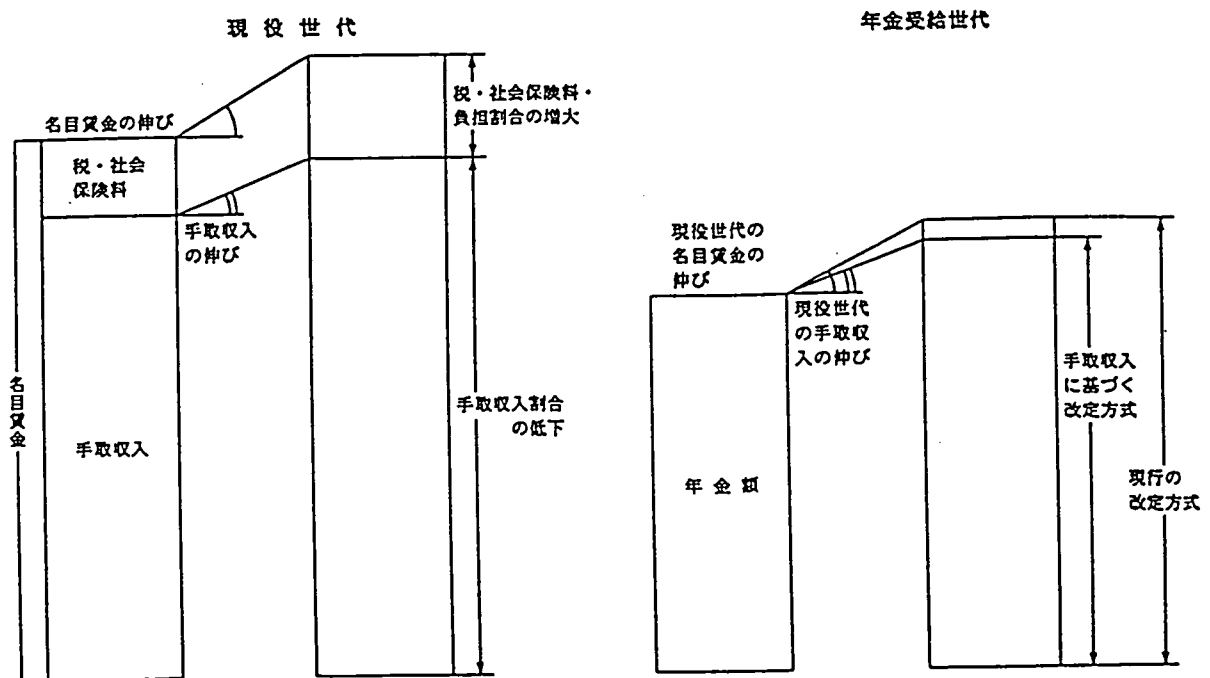 現役世代
年金受給世代
税・社会保険料・
負担割合の増大
名目賃金の伸び
税・社会
保険料
手取収入
の伸び
名目賃金
手取収入
手取収入割合
の低下
現役世代の
名目賃金の
伸び
現役世代
の手取収
入の伸び
年金額
手取収入
に基づく
改定方式
現行の
改定方式